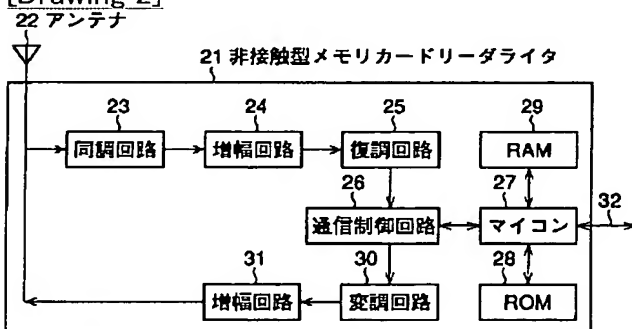 [Drawing 2]
22 アンテナ
21 非接触型メモリカードリーダライタ
23 24 25 29
同調回路 増幅回路 復調回路 RAM
26 27 32
通信制御回路 マイコン
31 30 28
増幅回路 変調回路 ROM